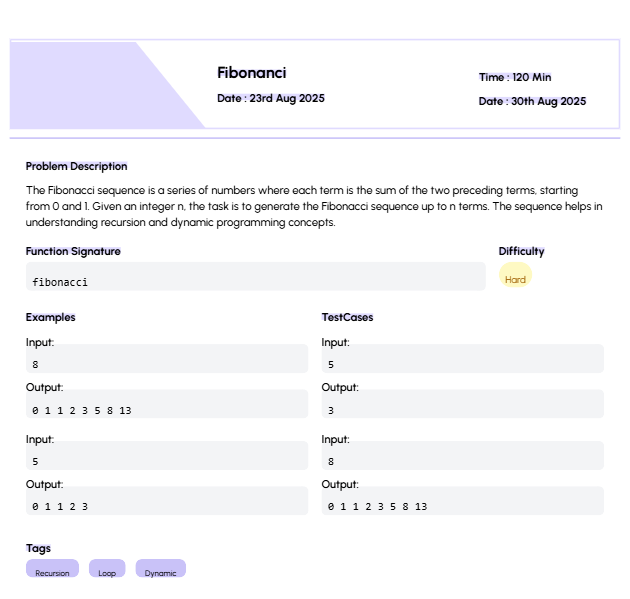 Fibonanci
Date : 23rd Aug 2025
Time : 120 Min
Date : 30th Aug 2025
Problem Description
The Fibonacci sequence is a series of numbers where each term is the sum of the two preceding terms, starting
from 0 and 1. Given an integer n, the task is to generate the Fibonacci sequence up to n terms. The sequence helps in
understanding recursion and dynamic programming concepts.
Function Signature
fibonacci
Difficulty
Hard
Examples
Input:
8
Output:
0 1 1 2 3 5 8 13
Input:
5
Output:
0 1 1 2 3
TestCases
Input:
5
Output:
3
Input:
8
Output:
0 1 1 2 3 5 8 13
Tags
Recursion Loop Dynamic